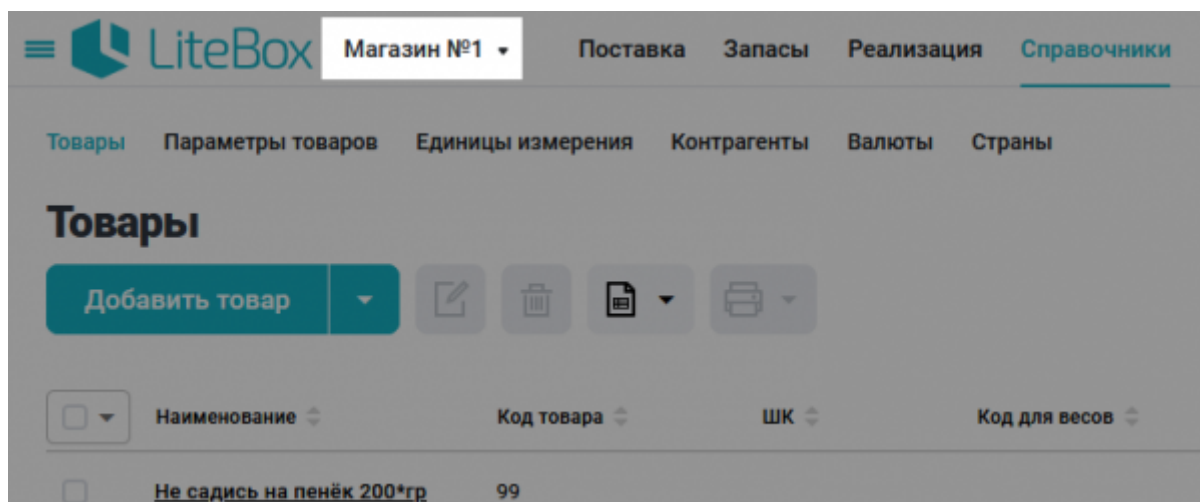 LiteBox Магазин №1 Поставка Запасы Реализация Справочники
Товары Параметры товаров Единицы измерения Контрагенты Валюты Страны
Товары
Добавить товар
Наименование Код товара ШК Код для весов
Не садись на пенёк 200*гр 99